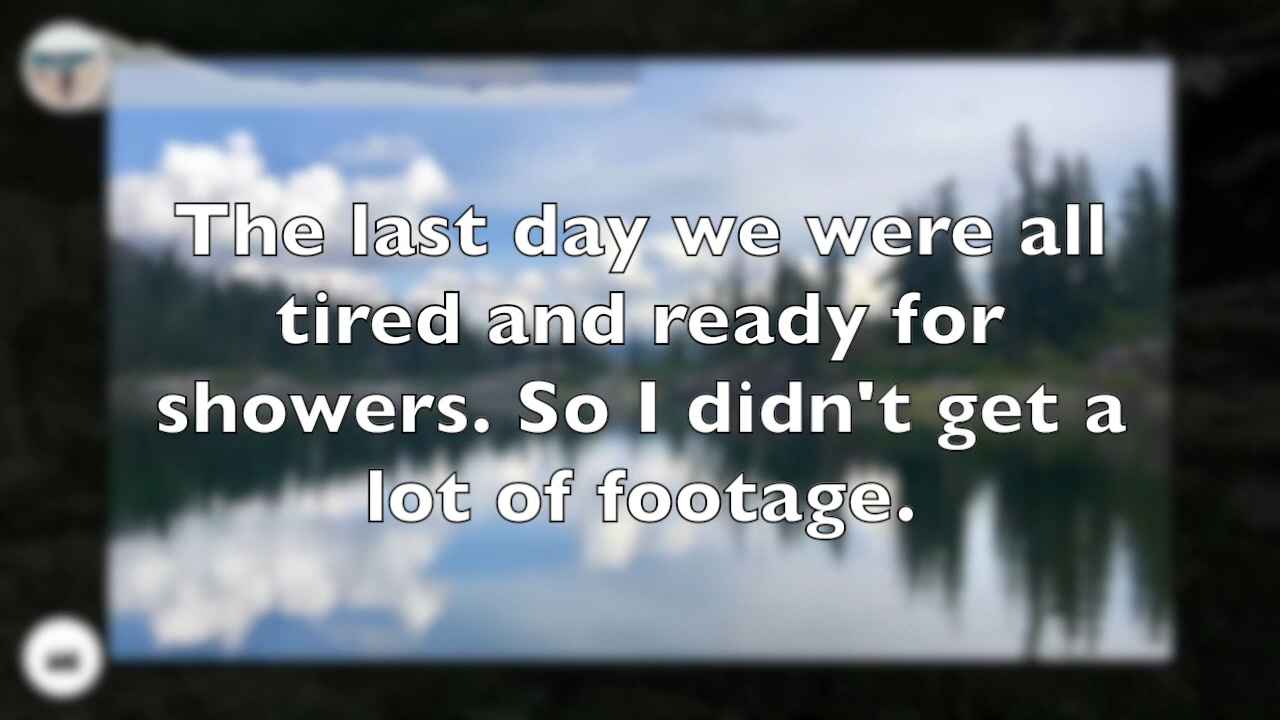 The last day we were all
tired and ready for
showers. So I didn't get a
lot of footage.